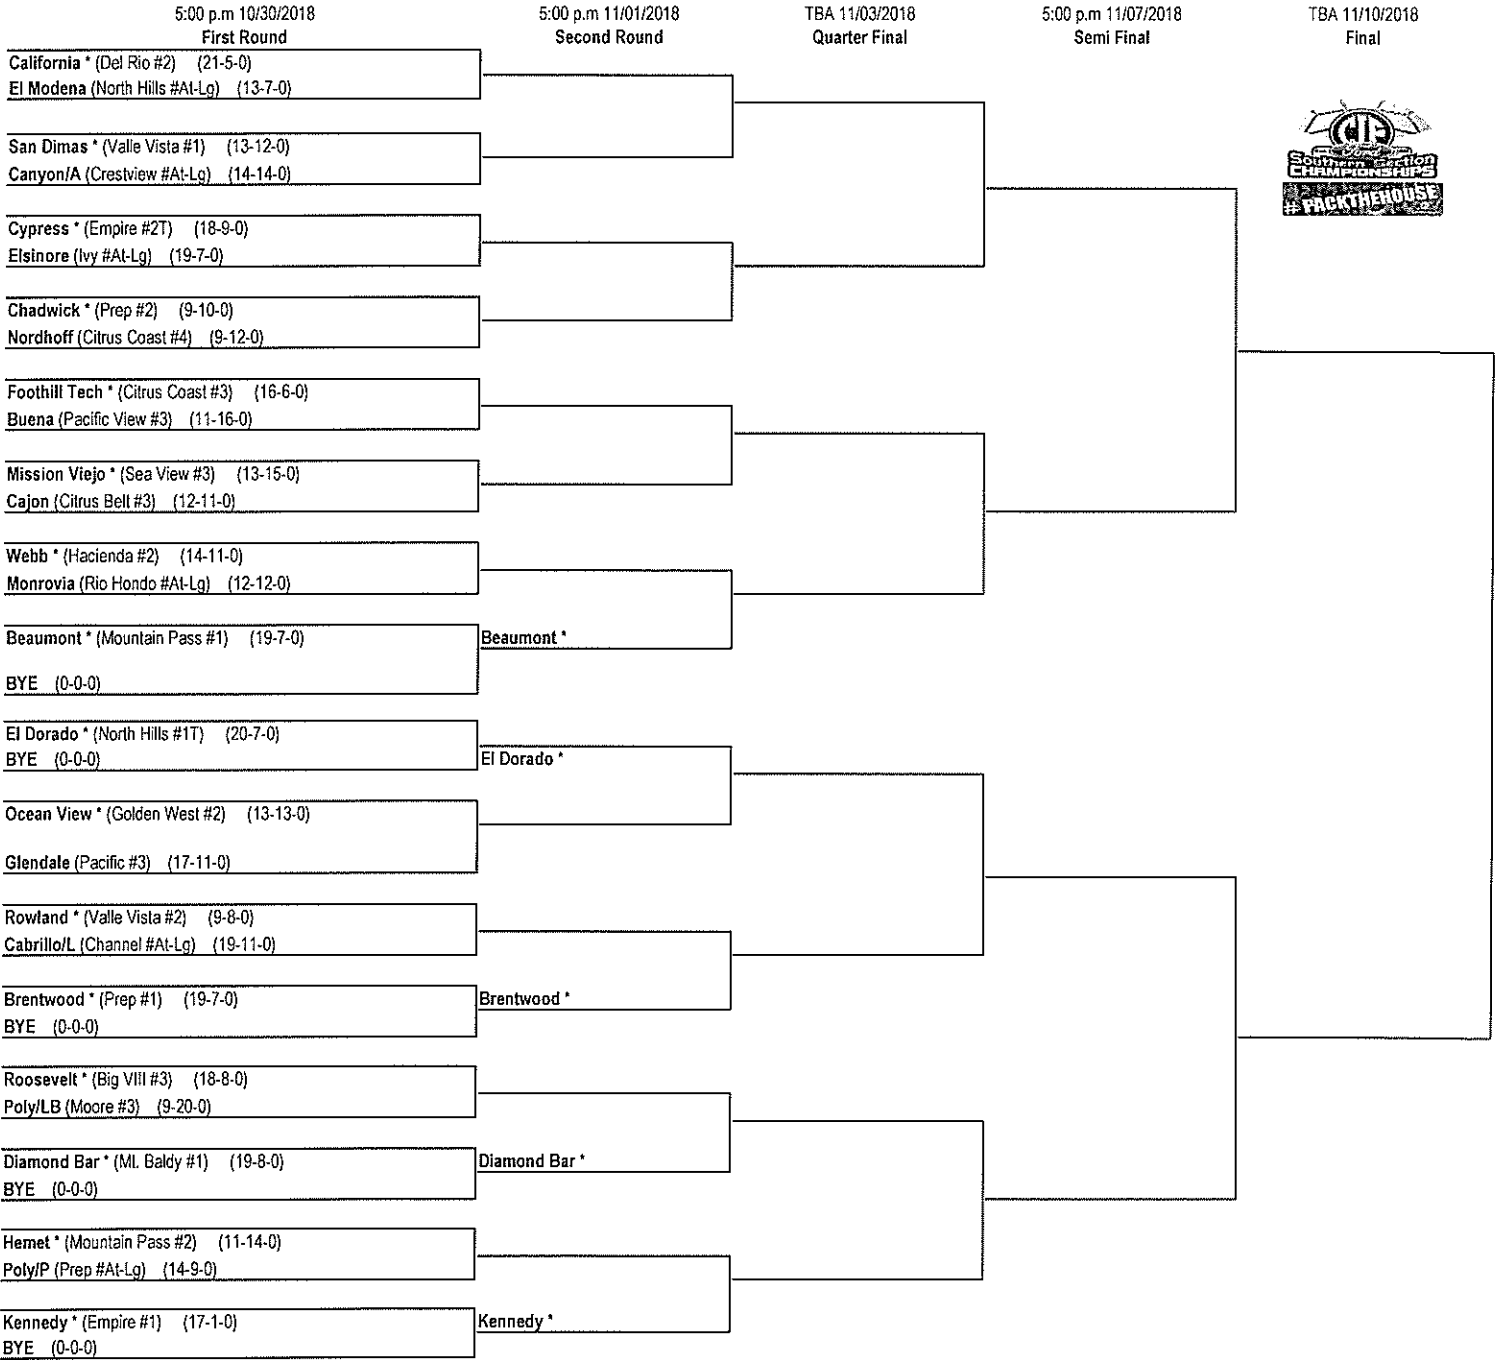 5:00 p.m 10/30/2018
First Round
5:00 p.m 11/01/2018
Second Round
TBA 11/03/2018
Quarter Final
5:00 p.m 11/07/2018
Semi Final
TBA 11/10/2018
Final
CIF
Southern Section
CHAMPIONSHIPS
# PACKTHEHOUSE
California * (Del Rio #2) (21-5-0)
El Modena (North Hills #At-Lg) (13-7-0)
San Dimas * (Valle Vista #1) (13-12-0)
Canyon/A (Crestview #At-Lg) (14-14-0)
Cypress * (Empire #2T) (18-9-0)
Elsinore (Ivy #At-Lg) (19-7-0)
Chadwick * (Prep #2) (9-10-0)
Nordhoff (Citrus Coast #4) (9-12-0)
Foothill Tech * (Citrus Coast #3) (16-6-0)
Buena (Pacific View #3) (11-16-0)
Mission Viejo * (Sea View #3) (13-15-0)
Cajon (Citrus Belt #3) (12-11-0)
Webb * (Hacienda #2) (14-11-0)
Monrovia (Rio Hondo #At-Lg) (12-12-0)
Beaumont * (Mountain Pass #1) (19-7-0)
Beaumont *
BYE (0-0-0)
El Dorado * (North Hills #1T) (20-7-0)
BYE (0-0-0)
El Dorado *
Ocean View * (Golden West #2) (13-13-0)
Glendale (Pacific #3) (17-11-0)
Rowland * (Valle Vista #2) (9-8-0)
Cabrillo/L (Channel #At-Lg) (19-11-0)
Brentwood * (Prep #1) (19-7-0)
Brentwood *
BYE (0-0-0)
Roosevelt * (Big VIII #3) (18-8-0)
Poly/LB (Moore #3) (9-20-0)
Diamond Bar * (Mt. Baldy #1) (19-8-0)
Diamond Bar *
BYE (0-0-0)
Hemet * (Mountain Pass #2) (11-14-0)
Poly/P (Prep #At-Lg) (14-9-0)
Kennedy * (Empire #1) (17-1-0)
Kennedy *
BYE (0-0-0)